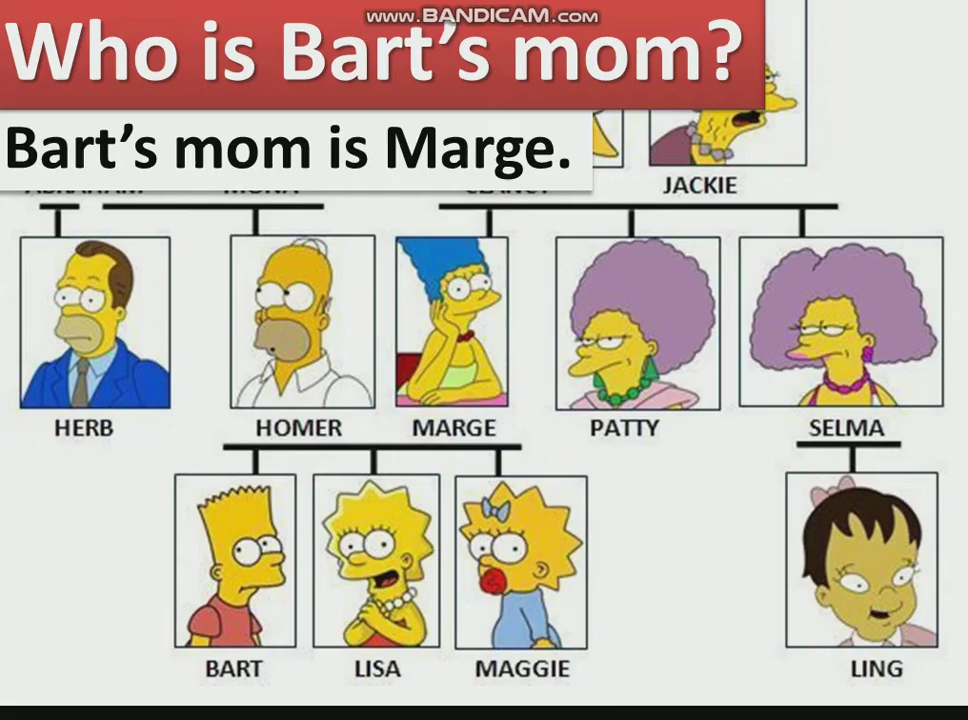 www.BANDICAM.com
Who is Bart's mom?
Bart's mom is Marge.
JACKIE
HERB HOMER MARGE PATTY SELMA
BART LISA MAGGIE LING